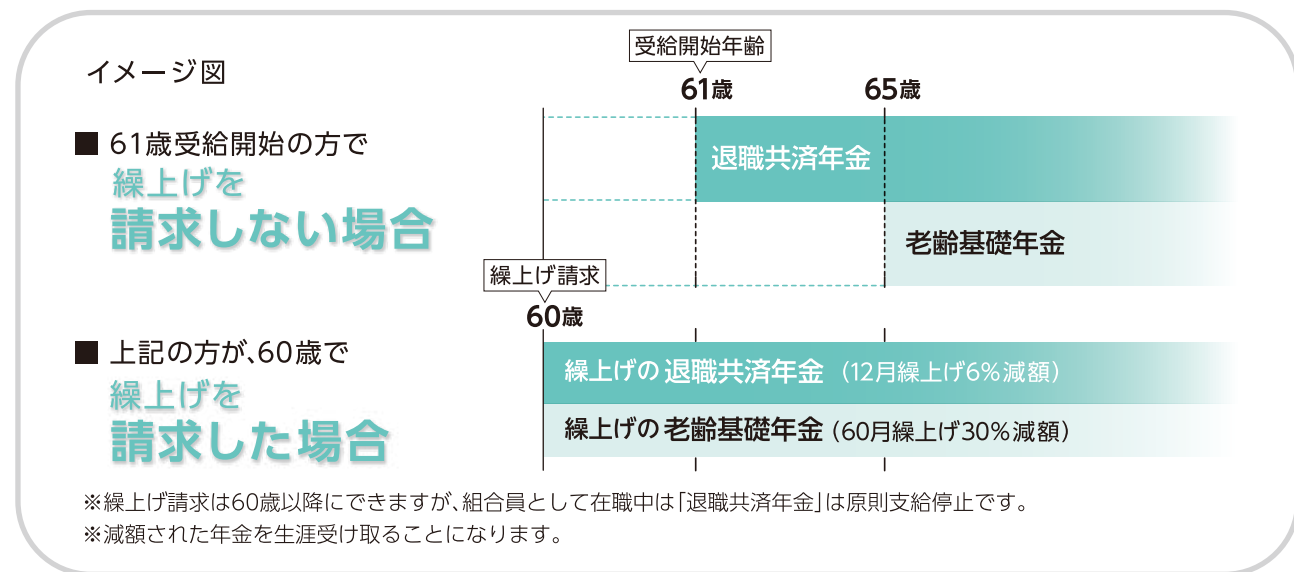 イメージ図
受給開始年齢
61歳
65歳
■ 61歳受給開始の方で
繰上げを
請求しない場合
退職共済年金
老齢基礎年金
繰上げ請求
60歳
■ 上記の方が、60歳で
繰上げを
請求した場合
繰上げの 退職共済年金（12月繰上げ6%減額）
繰上げの 老齢基礎年金（60月繰上げ30%減額）
※繰上げ請求は60歳以降にできますが、組合員として在職中は「退職共済年金」は原則支給停止です。
※減額された年金を生涯受け取ることになります。